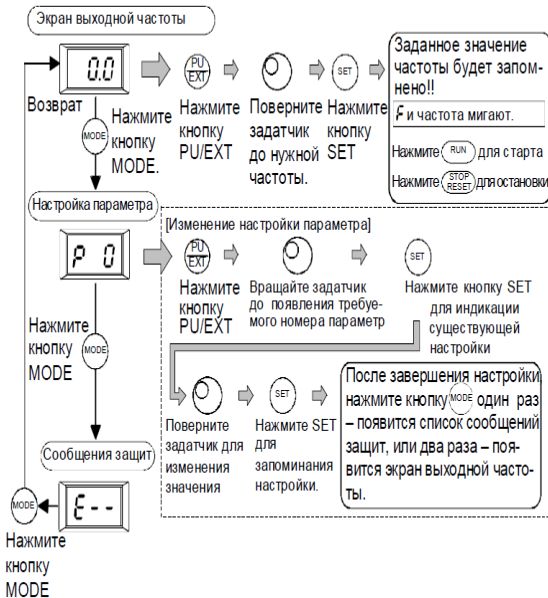 Экран выходной частоты
0.0
Возврат
MODE
Нажмите
кнопку
MODE.
PU
EXT
Нажмите
кнопку
PU/EXT
Поверните
задатчик
до нужной
частоты.
SET
Нажмите
кнопку
SET
Заданное значение
частоты будет запом-
нено!!
F и частота мигают.
Нажмите RUN для старта
Нажмите STOP RESET для остановки
Настройка параметра
P 0
Нажмите
кнопку
MODE
MODE
[Изменение настройки параметра]
PU
EXT
Нажмите
кнопку
PU/EXT
Вращайте задатчик
до появления требуе-
мого номера параметр
SET
Нажмите кнопку SET
для индикации
существующей
настройки
Поверните
задатчик для
изменения
значения
SET
Нажмите SET
для
запоминания
настройки.
После завершения настройки
нажмите кнопку MODE один раз
– появится список сообщений
защит, или два раза – поя-
вится экран выходной часто-
ты.
Сообщения защит
E--
MODE
Нажмите
кнопку
MODE